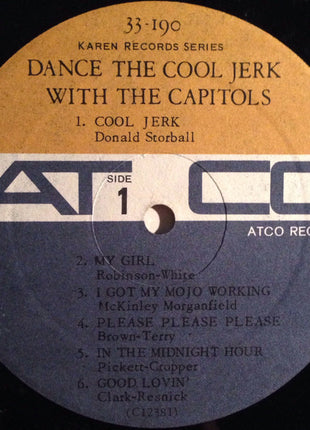 33-190
KAREN RECORDS SERIES
DANCE THE COOL JERK
WITH THE CAPITOLS
1. COOL JERK
Donald Storball
AT CO
SIDE
1
ATCO REC
2. MY GIRL
Robinson-White
3. I GOT MY MOJO WORKING
McKinley Morganfield
4. PLEASE PLEASE PLEASE
Brown-Terry
5. IN THE MIDNIGHT HOUR
Pickett-Cropper
6. GOOD LOVIN'
Clark-Resnick
(C12381)